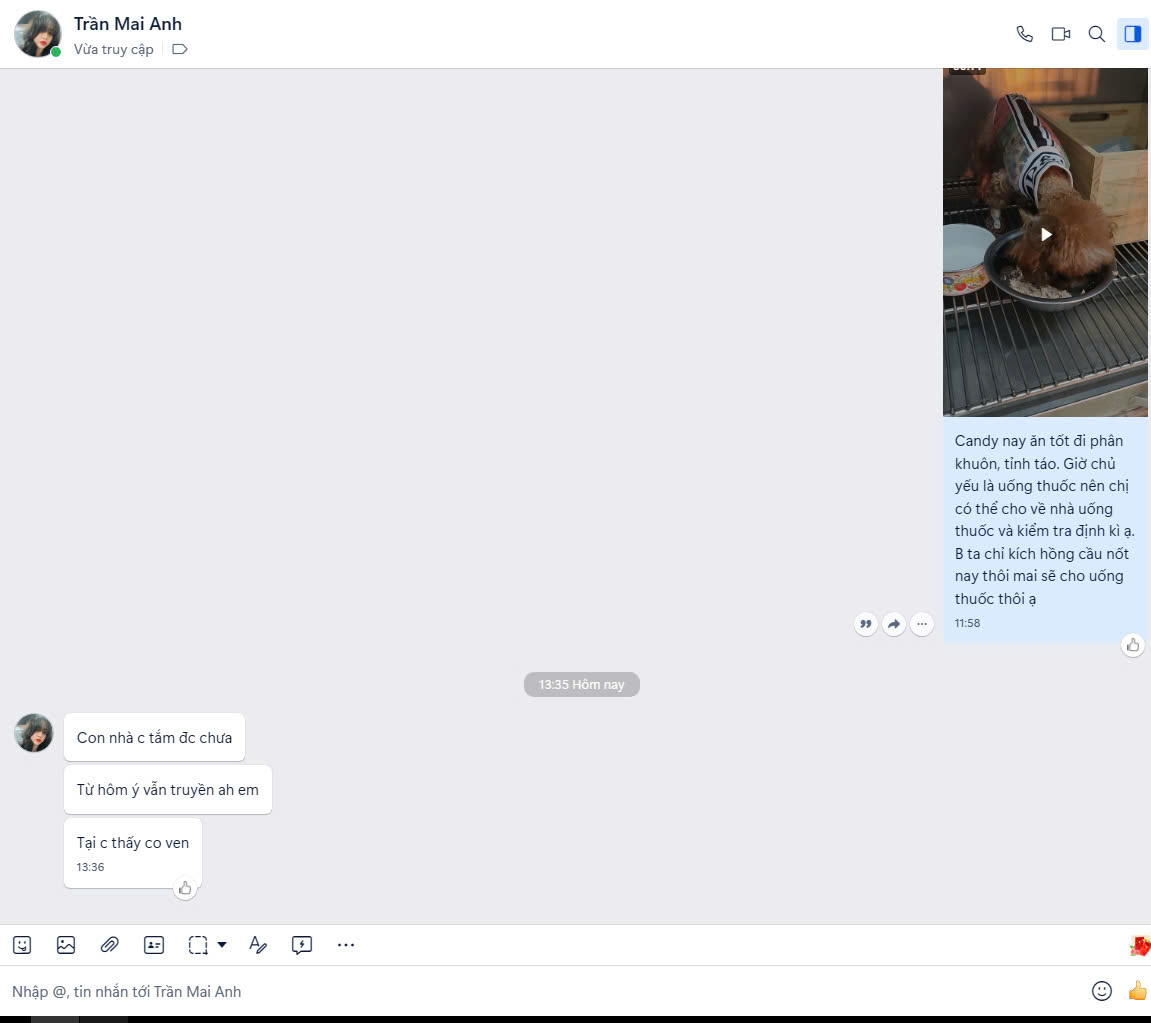 Trần Mai Anh
Vừa truy cập
Candy nay ăn tốt đi phân
khuôn, tỉnh táo. Giờ chủ
yếu là uống thuốc nên chị
có thể cho về nhà uống
thuốc và kiểm tra định kì ạ.
B ta chỉ kích hồng cầu nốt
nay thôi mai sẽ cho uống
thuốc thôi ạ
11:58
13:35 Hôm nay
Con nhà c tắm đc chưa
Từ hôm ý vẫn truyền ah em
Tại c thấy co ven
13:36
Nhập @, tin nhắn tới Trần Mai Anh